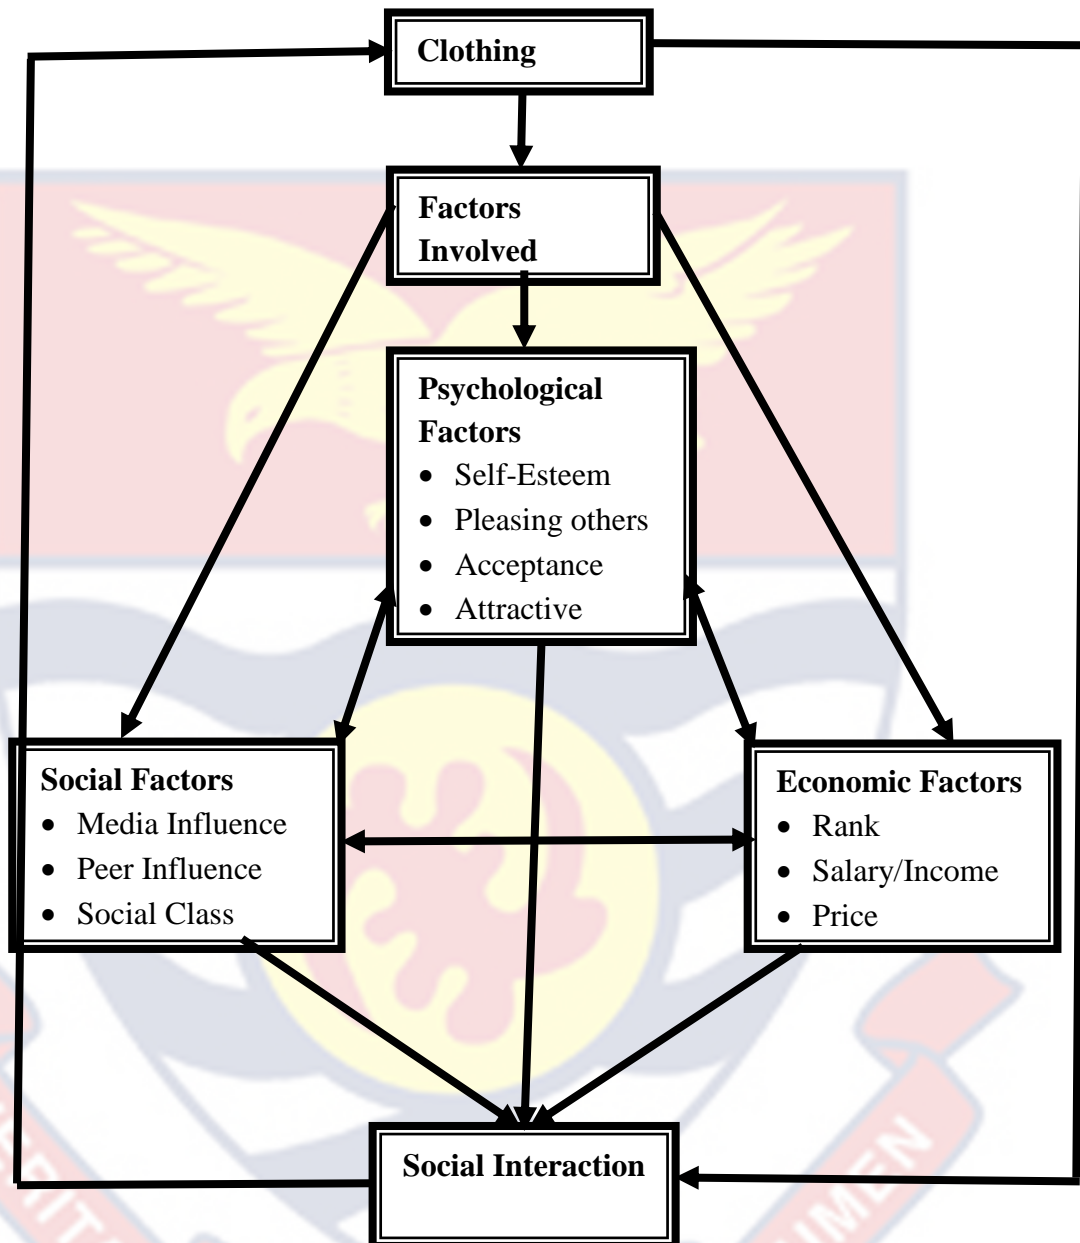 Clothing
Factors
Involved
Psychological
Factors
• Self-Esteem
• Pleasing others
• Acceptance
• Attractive
Social Factors
• Media Influence
• Peer Influence
• Social Class
Economic Factors
• Rank
• Salary/Income
• Price
Social Interaction